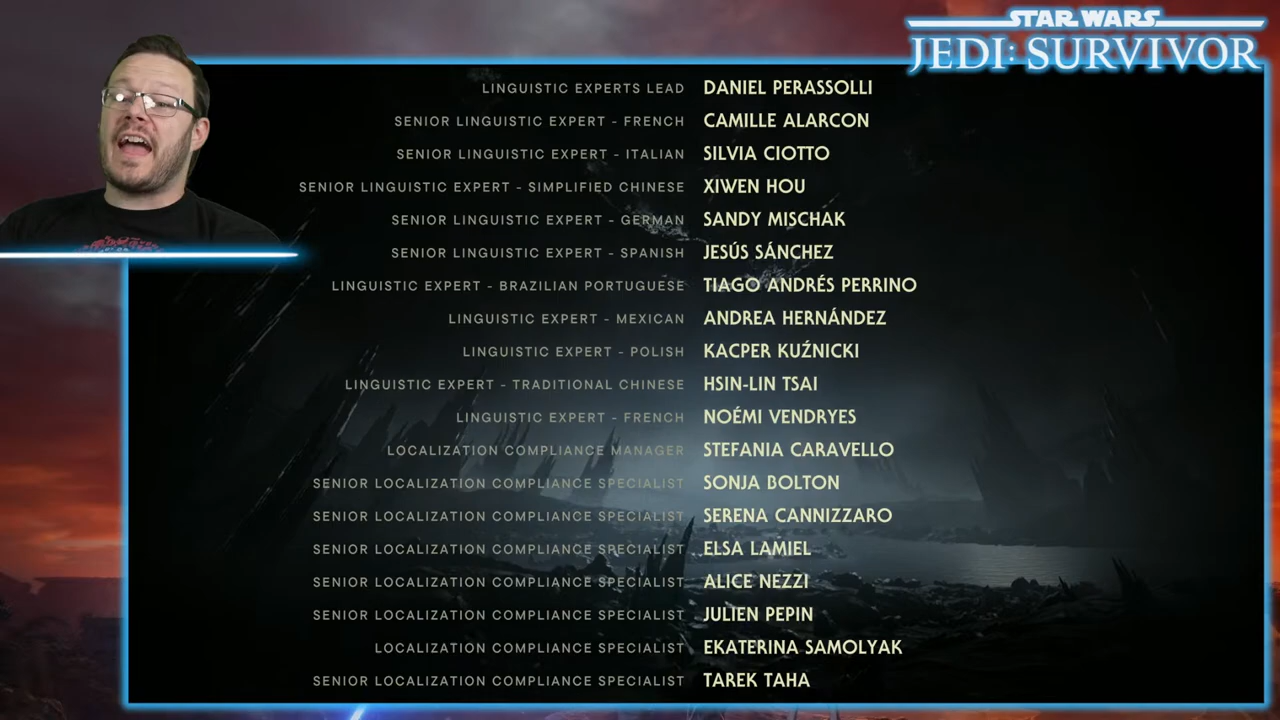 STAR WARS
JEDI: SURVIVOR
LINGUISTIC EXPERTS LEAD DANIEL PERASSOLLI
SENIOR LINGUISTIC EXPERT - FRENCH CAMILLE ALARCON
SENIOR LINGUISTIC EXPERT - ITALIAN SILVIA CIOTTO
SENIOR LINGUISTIC EXPERT - SIMPLIFIED CHINESE XIWEN HOU
SENIOR LINGUISTIC EXPERT - GERMAN SANDY MISCHAK
SENIOR LINGUISTIC EXPERT - SPANISH JESÚS SÁNCHEZ
LINGUISTIC EXPERT - BRAZILIAN PORTUGUESE TIAGO ANDRÉS PERRINO
LINGUISTIC EXPERT - MEXICAN ANDREA HERNÁNDEZ
LINGUISTIC EXPERT - POLISH KACPER KUŹNICKI
LINGUISTIC EXPERT - TRADITIONAL CHINESE HSIN-LIN TSAI
LINGUISTIC EXPERT - FRENCH NOÉMI VENDRYES
LOCALIZATION COMPLIANCE MANAGER STEFANIA CARAVELLO
SENIOR LOCALIZATION COMPLIANCE SPECIALIST SONJA BOLTON
SENIOR LOCALIZATION COMPLIANCE SPECIALIST SERENA CANNIZZARO
SENIOR LOCALIZATION COMPLIANCE SPECIALIST ELSA LAMIEL
SENIOR LOCALIZATION COMPLIANCE SPECIALIST ALICE NEZZI
SENIOR LOCALIZATION COMPLIANCE SPECIALIST JULIEN PEPIN
LOCALIZATION COMPLIANCE SPECIALIST EKATERINA SAMOLYAK
SENIOR LOCALIZATION COMPLIANCE SPECIALIST TAREK TAHA